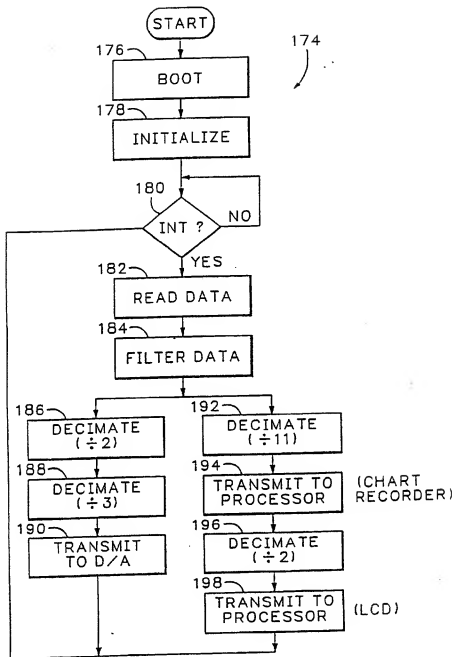 START
174
176
BOOT
178
INITIALIZE
180
INT ?
NO
YES
182
READ DATA
184
FILTER DATA
186
DECIMATE
(÷2)
188
DECIMATE
(÷3)
190
TRANSMIT
TO D/A
192
DECIMATE
(÷11)
194
TRANSMIT TO
PROCESSOR
(CHART
RECORDER)
196
DECIMATE
(÷2)
198
TRANSMIT TO
PROCESSOR
(LCD)